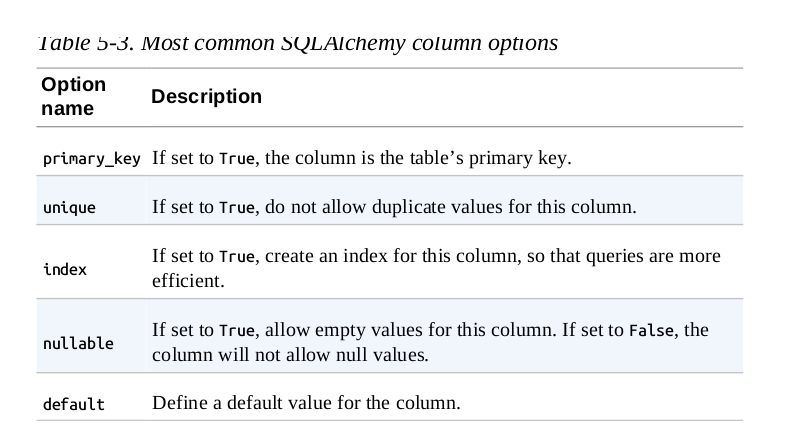 Table 5-3. Most common SQLAlchemy column options
Option
name
Description
primary_key If set to True, the column is the table’s primary key.
unique If set to True, do not allow duplicate values for this column.
index
If set to True, create an index for this column, so that queries are more
efficient.
nullable
If set to True, allow empty values for this column. If set to False, the
column will not allow null values.
default Define a default value for the column.